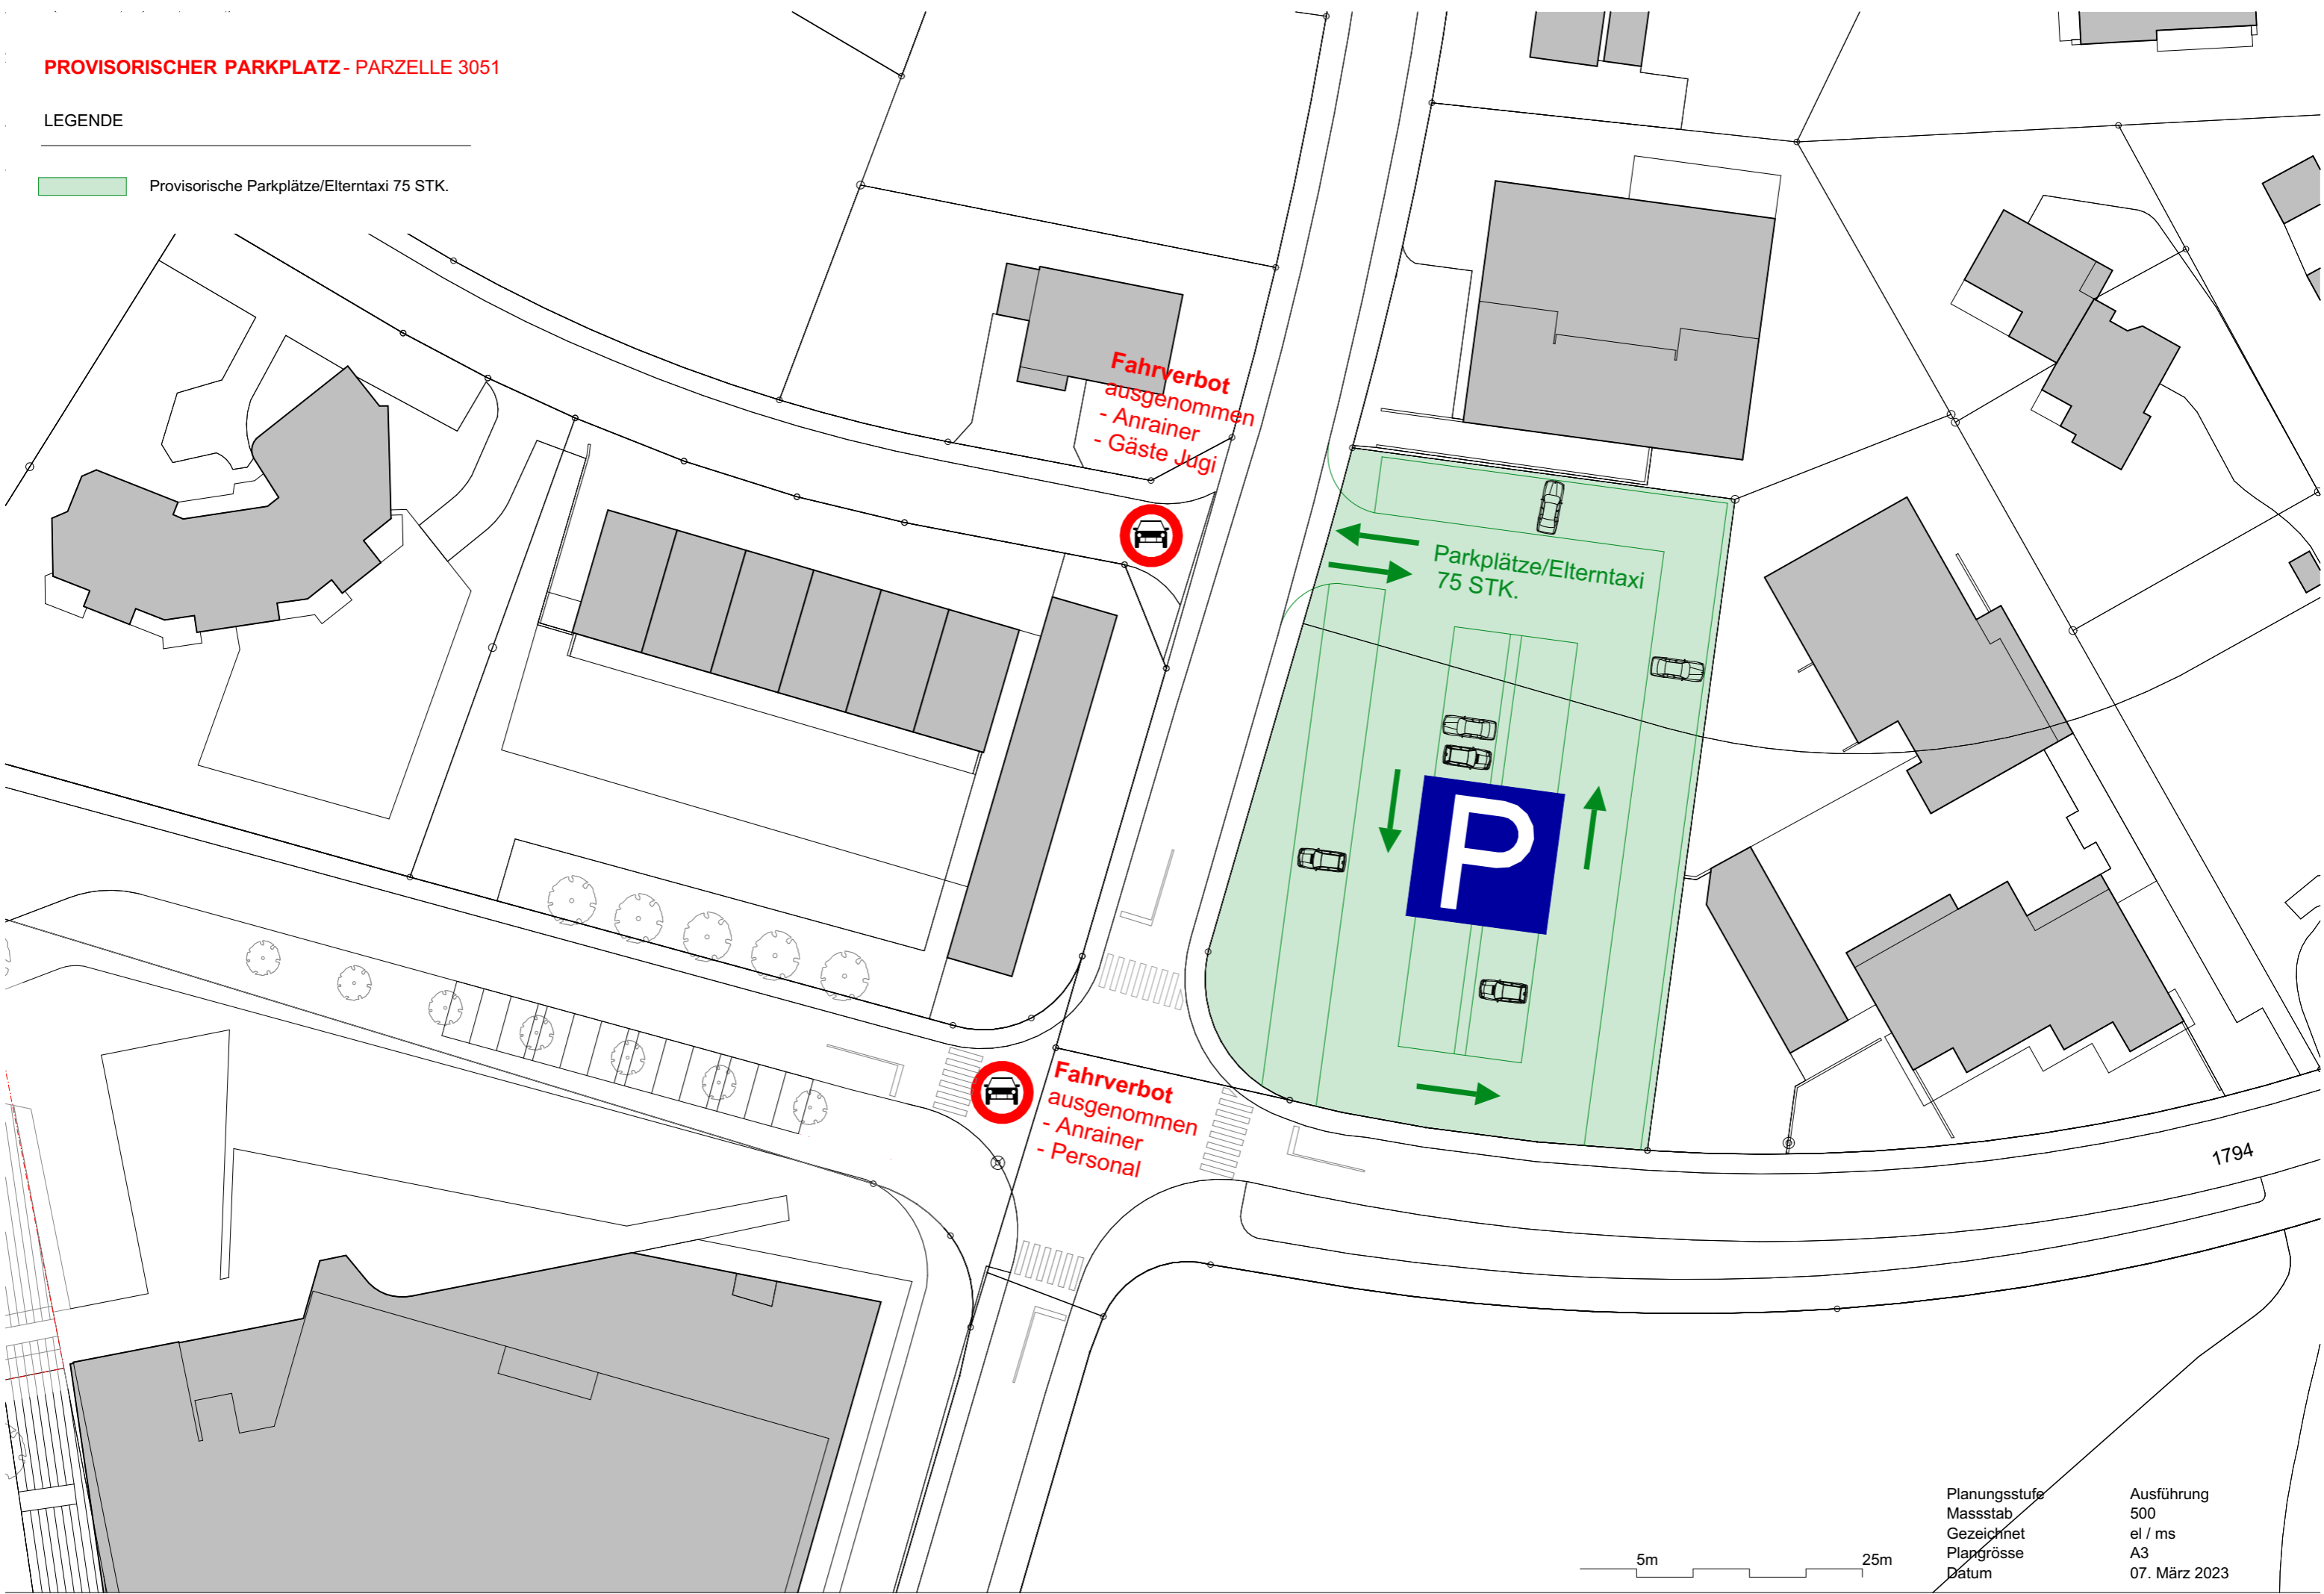 PROVISORISCHER PARKPLATZ - PARZELLE 3051
LEGENDE
Provisorische Parkplätze/Elterntaxi 75 STK.
Fahrverbot
ausgenommen
- Anrainer
- Gäste Jugi
Parkplätze/Elterntaxi
75 STK.
P
Fahrverbot
ausgenommen
- Anrainer
- Personal
1794
5m 25m
Planungsstufe Ausführung
Massstab 500
Gezeichnet el / ms
Plangrösse A3
Datum 07. März 2023